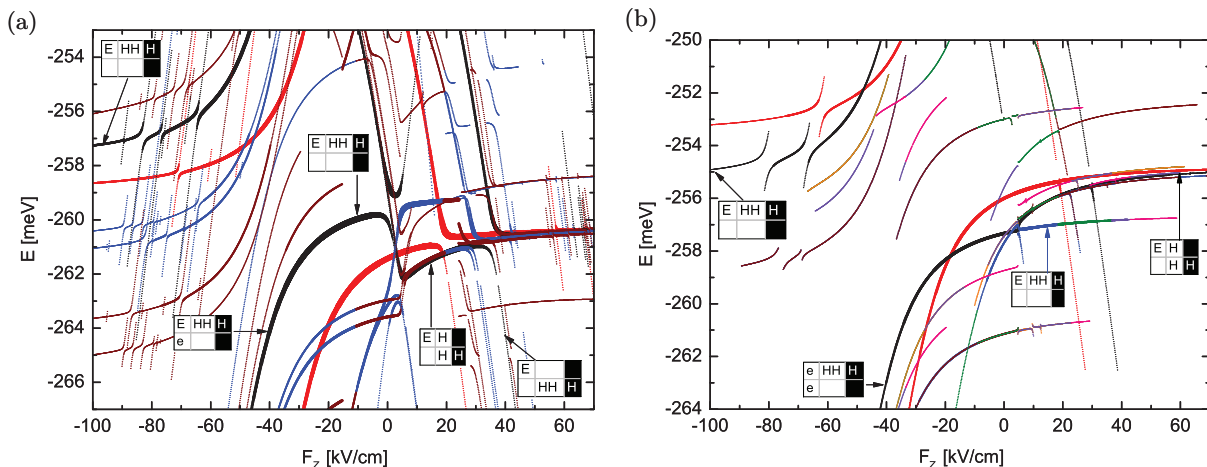 (a)
(b)
E [meV]
-253
-254
-256
-258
-260
-262
-264
-266
-100 -80 -60 -40 -20 0 20 40 60
F_z [kV/cm]
E HH H
E HH H
E HH H
e
E H
H H
E
HH H
E [meV]
-250
-252
-254
-256
-258
-260
-262
-264
-100 -80 -60 -40 -20 0 20 40 60
F_z [kV/cm]
E HH H
E H
H H
E HH H
e HH H
e